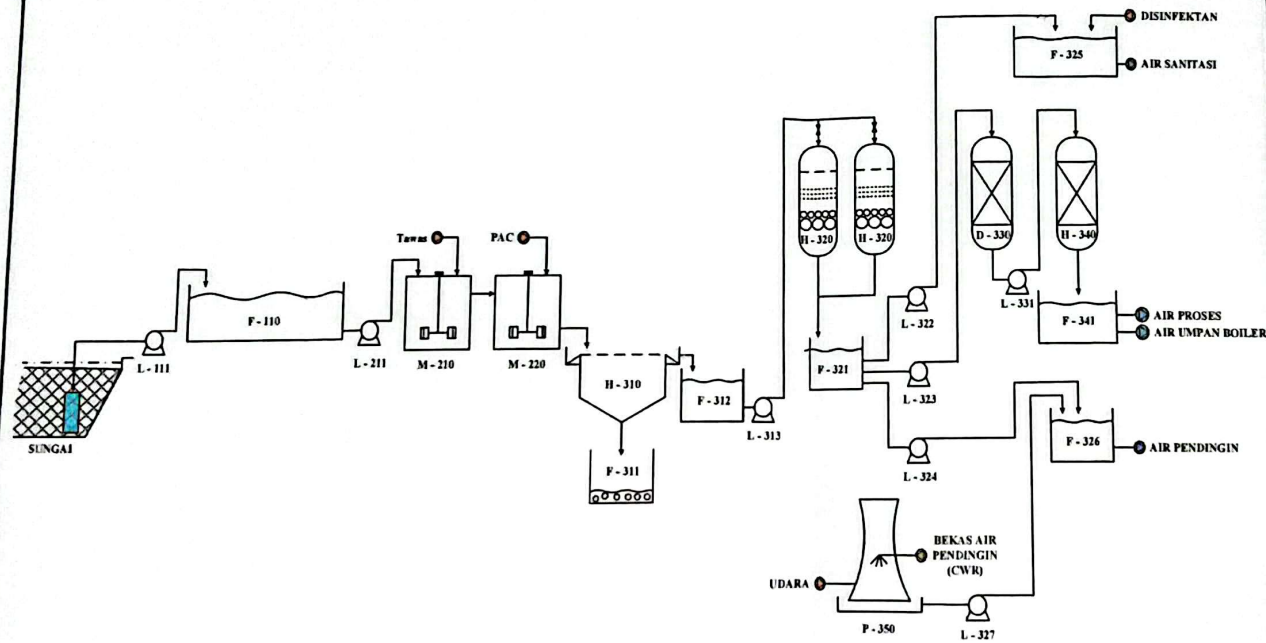 DISINFEKTAN
F - 325
AIR SANITASI
H - 320
H - 320
D - 330
H - 340
L - 331
L - 322
F - 341
AIR PROSES
AIR UMPAN BOILER
Tawas
PAC
F - 110
L - 111
L - 211
M - 210
M - 220
H - 310
F - 312
L - 313
F - 321
L - 323
L - 324
F - 326
AIR PENDINGIN
SUNGAI
F - 311
BEKAS AIR
PENDINGIN
(CWR)
UDARA
P - 350
L - 327